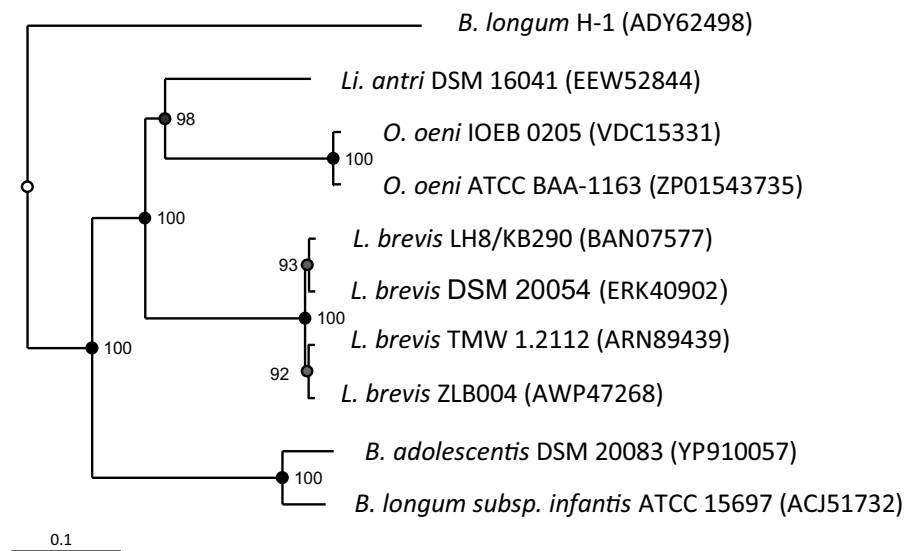 B. longum H-1 (ADY62498)
Li. antri DSM 16041 (EEW52844)
98
O. oeni IOEB 0205 (VDC15331)
100
O. oeni ATCC BAA-1163 (ZP01543735)
100
L. brevis LH8/KB290 (BAN07577)
93
L. brevis DSM 20054 (ERK40902)
100
L. brevis TMW 1.2112 (ARN89439)
100
92
L. brevis ZLB004 (AWP47268)
B. adolescentis DSM 20083 (YP910057)
100
B. longum subsp. infantis ATCC 15697 (ACJ51732)
0.1